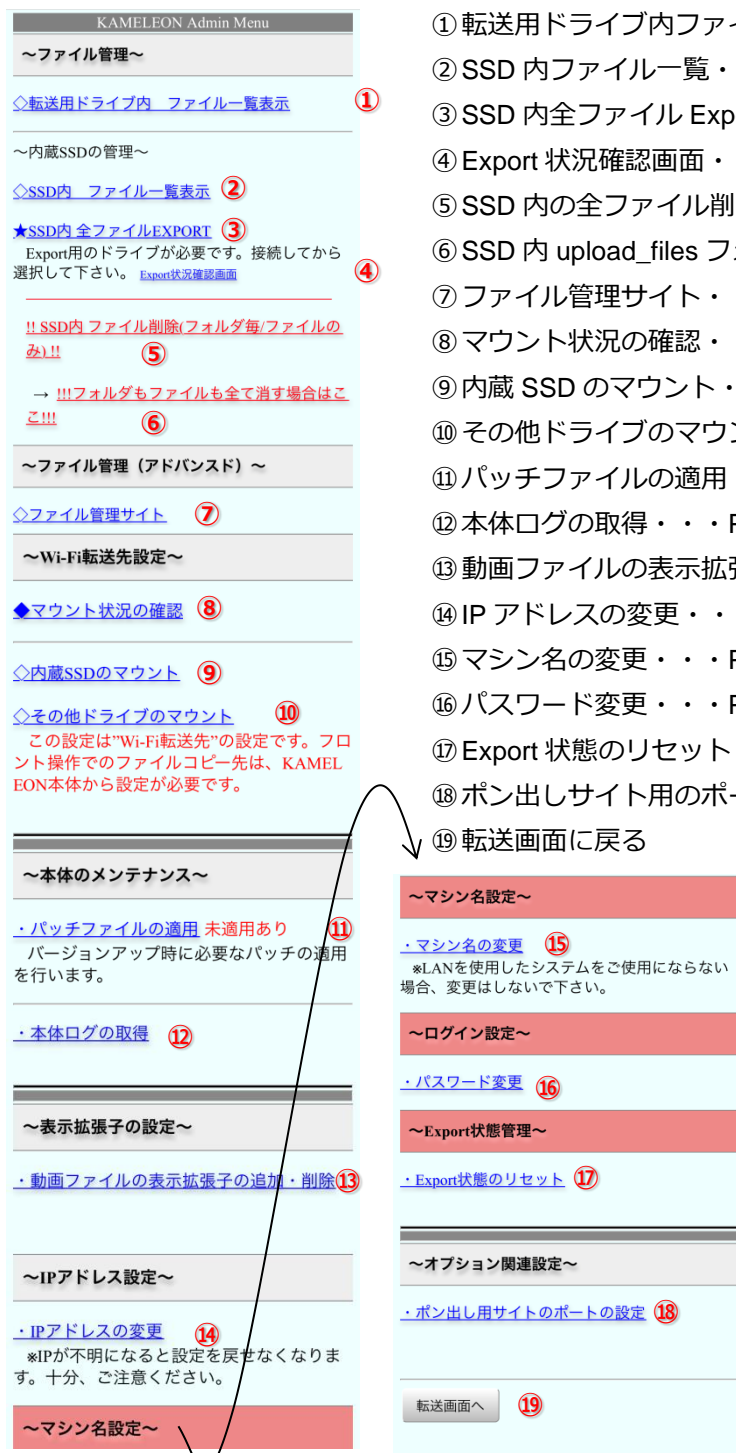 KAMELEON Admin Menu
～ファイル管理～
◇転送用ドライブ内　ファイル一覧表示 ①
～内蔵SSDの管理～
◇SSD内　ファイル一覧表示 ②
★SSD内 全ファイルEXPORT ③
Export用のドライブが必要です。接続してから
選択して下さい。 Export状況確認画面 ④
!! SSD内 ファイル削除(フォルダ毎/ファイルの
み) !! ⑤
→ !!!フォルダもファイルも全て消す場合はこ
こ!!! ⑥
～ファイル管理（アドバンスド）～
◇ファイル管理サイト ⑦
～Wi-Fi転送先設定～
◆マウント状況の確認 ⑧
◇内蔵SSDのマウント ⑨
◇その他ドライブのマウント ⑩
この設定は”Wi-Fi転送先”の設定です。フロ
ント操作でのファイルコピー先は、KAMEL
EON本体から設定が必要です。
～本体のメンテナンス～
・パッチファイルの適用 未適用あり ⑪
バージョンアップ時に必要なパッチの適用
を行います。
・本体ログの取得 ⑫
～表示拡張子の設定～
・動画ファイルの表示拡張子の追加・削除 ⑬
～IPアドレス設定～
・IPアドレスの変更 ⑭
※IPが不明になると設定を戻せなくなりま
す。十分、ご注意ください。
～マシン名設定～
①転送用ドライブ内ファイ
②SSD 内ファイル一覧・
③SSD 内全ファイル Exp
④Export 状況確認画面・
⑤SSD 内の全ファイル削
⑥SSD 内 upload_files フ
⑦ファイル管理サイト・
⑧マウント状況の確認・
⑨内蔵 SSD のマウント・
⑩その他ドライブのマウ
⑪パッチファイルの適用
⑫本体ログの取得・・・P
⑬動画ファイルの表示拡
⑭IP アドレスの変更・・
⑮マシン名の変更・・・P
⑯パスワード変更・・・P
⑰Export 状態のリセット
⑱ポン出しサイト用のポー
⑲転送画面に戻る
～マシン名設定～
・マシン名の変更 ⑮
※LANを使用したシステムをご使用にならない
場合、変更はしないで下さい。
～ログイン設定～
・パスワード変更 ⑯
～Export状態管理～
・Export状態のリセット ⑰
～オプション関連設定～
・ポン出し用サイトのポートの設定 ⑱
転送画面へ ⑲